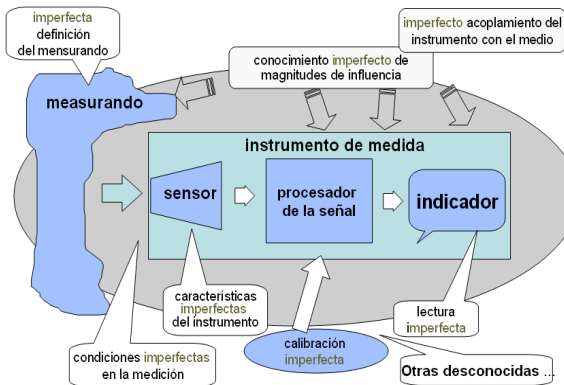 imperfecta
definición
del mensurando
imperfecto acoplamiento del
instrumento con el medio
conocimiento imperfecto de
magnitudes de influencia
measurando
instrumento de medida
sensor
procesador
de la señal
indicador
características
imperfectas
del instrumento
lectura
imperfecta
condiciones imperfectas
en la medición
calibración
imperfecta
Otras desconocidas ...